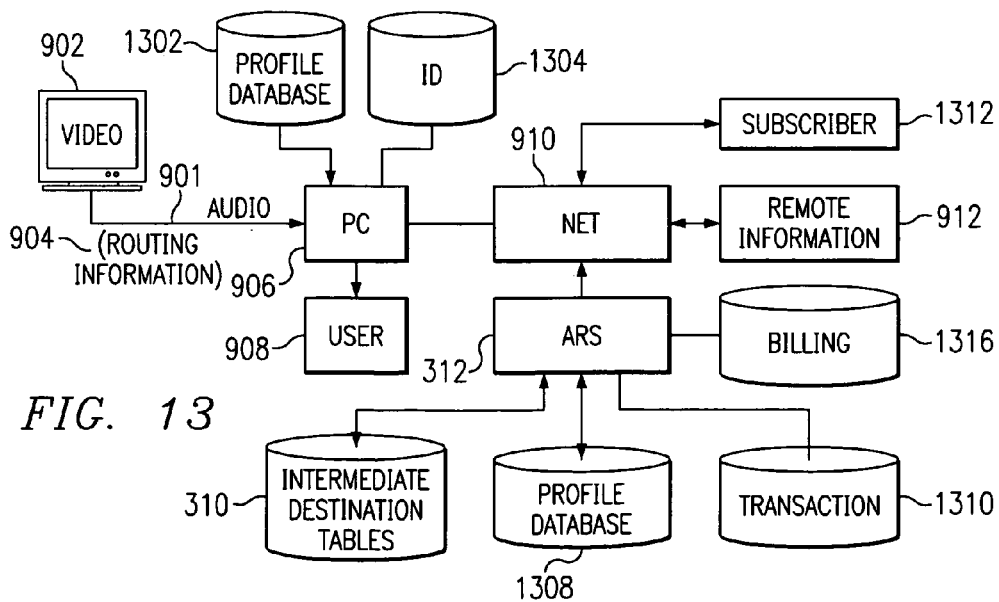 902
1302
PROFILE
DATABASE
ID
1304
VIDEO
901
AUDIO
904
(ROUTING
INFORMATION)
PC
906
910
NET
SUBSCRIBER
1312
REMOTE
INFORMATION
912
USER
908
ARS
312
BILLING
1316
FIG. 13
310
INTERMEDIATE
DESTINATION
TABLES
PROFILE
DATABASE
1308
TRANSACTION
1310